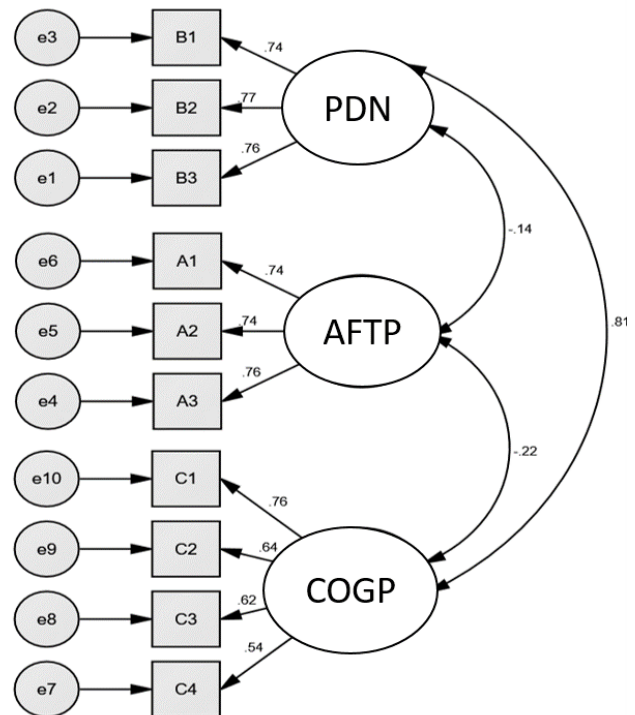 e3
B1
.74
e2
B2
.77
PDN
e1
B3
.76
-.14
e6
A1
.74
e5
A2
.74
AFTP
.81
e4
A3
.76
-.22
e10
C1
.76
e9
C2
.64
COGP
e8
C3
.62
e7
C4
.54